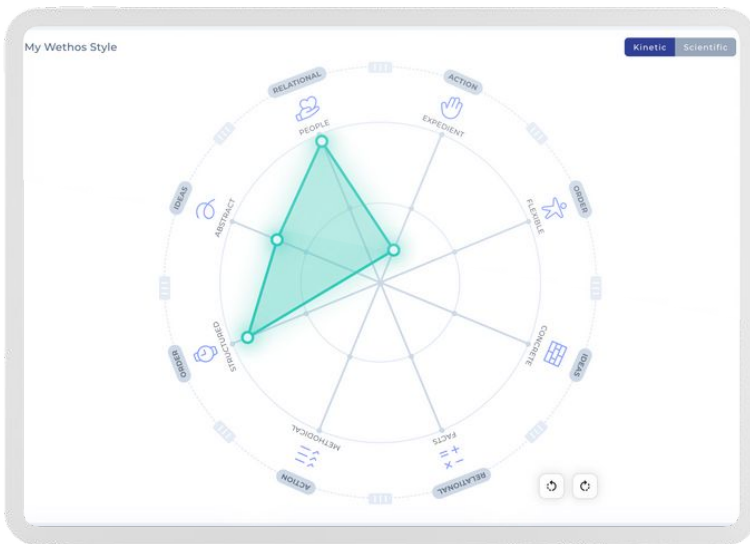 My Wethos Style
Kinetic
Scientific
RELATIONAL
ACTION
PEOPLE
EXPEDIENT
IDEAS
ABSTRACT
FLEXIBLE
ORDER
STRUCTURED
ORDER
CONCRETE
IDEAS
METHODICAL
FACTS
ACTION
RELATIONAL